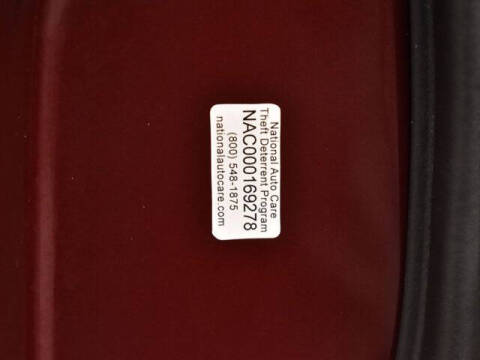 National Auto Care
Theft Deterrent Program
NAC000169278
(800) 548-1875
nationalautocare.com